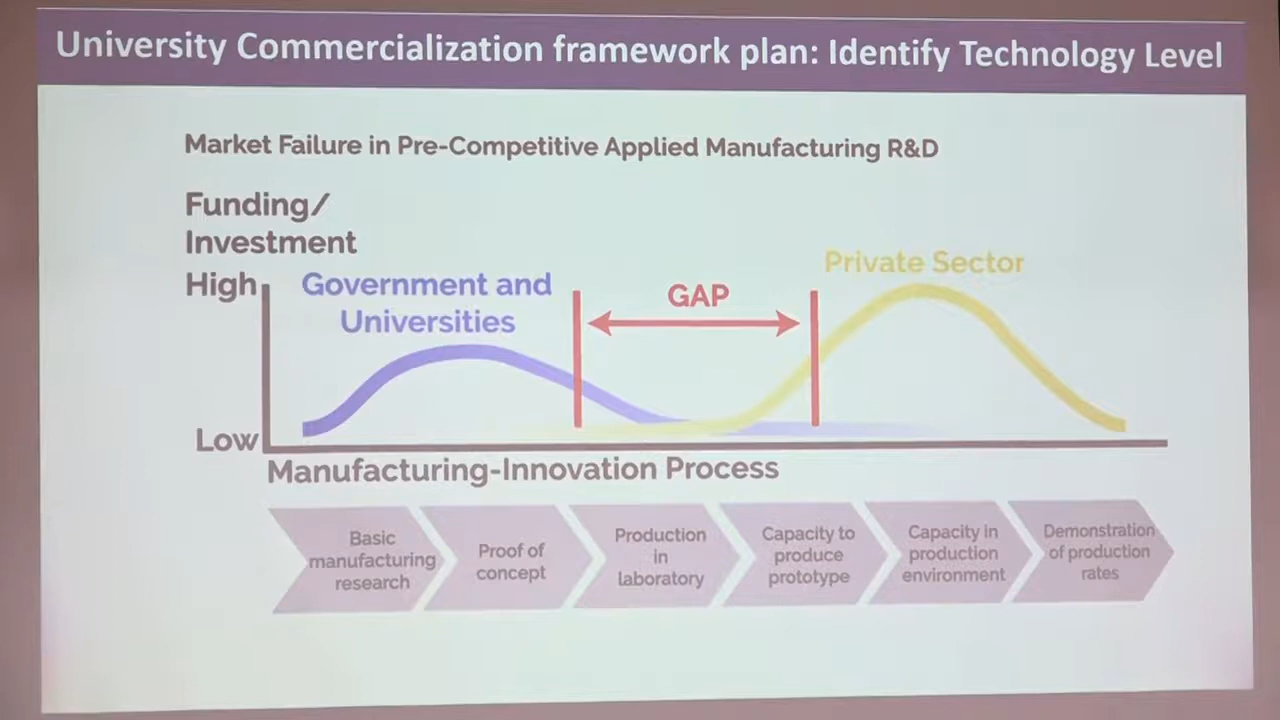 University Commercialization framework plan: Identify Technology Level
Market Failure in Pre-Competitive Applied Manufacturing R&D
Funding/
Investment
High
Government and
Universities
GAP
Private Sector
Low
Manufacturing-Innovation Process
Basic
manufacturing
research
Proof of
concept
Production
in
laboratory
Capacity to
produce
prototype
Capacity in
production
environment
Demonstration
of production
rates